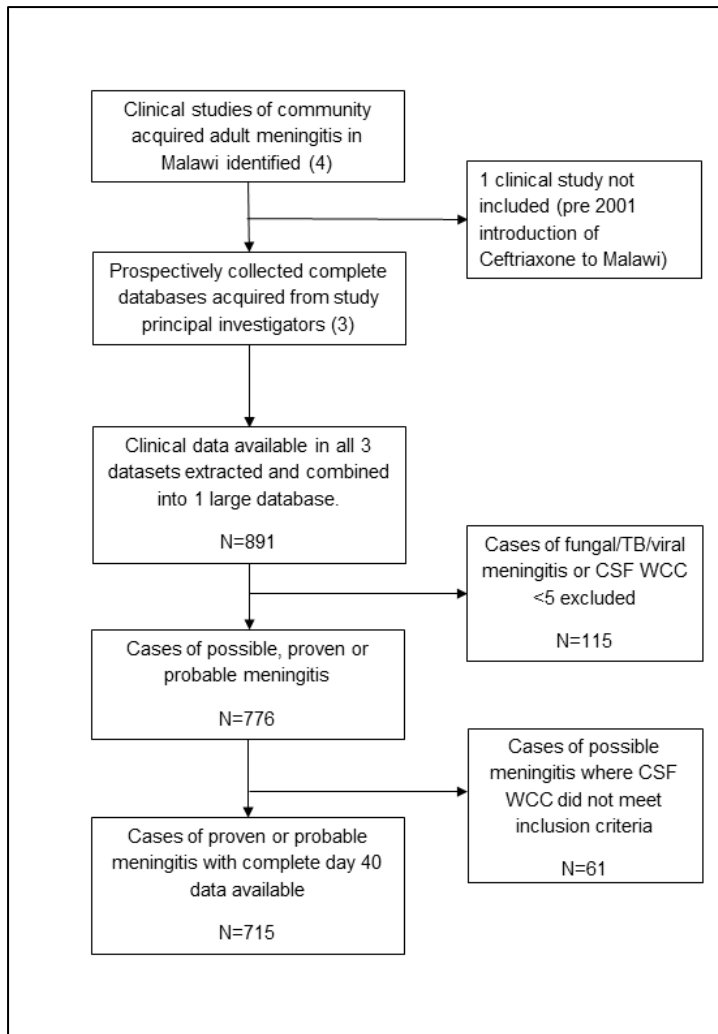 Clinical studies of community
acquired adult meningitis in
Malawi identified (4)
1 clinical study not
included (pre 2001
introduction of
Ceftriaxone to Malawi)
Prospectively collected complete
databases acquired from study
principal investigators (3)
Clinical data available in all 3
datasets extracted and combined
into 1 large database.
N=891
Cases of fungal/TB/viral
meningitis or CSF WCC
<5 excluded
N=115
Cases of possible, proven or
probable meningitis
N=776
Cases of possible
meningitis where CSF
WCC did not meet
inclusion criteria
N=61
Cases of proven or probable
meningitis with complete day 40
data available
N=715